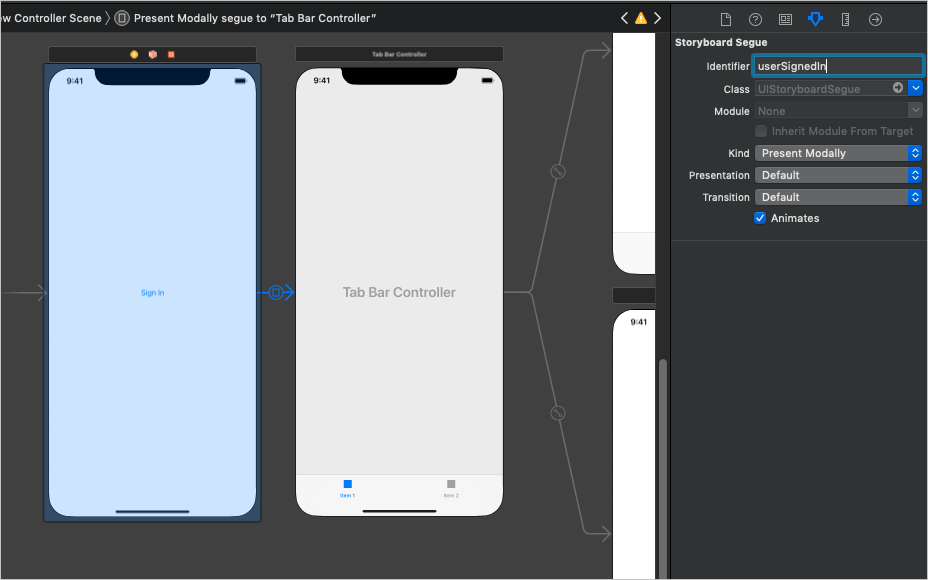 w Controller Scene
Present Modally segue to “Tab Bar Controller”
Storyboard Segue
Identifier userSignedIn
Class UIStoryboardSegue
Module None
Inherit Module From Target
Kind Present Modally
Presentation Default
Transition Default
Animates
9:41
Sign In
Tab Bar Controller
9:41
Tab Bar Controller
Item 1 Item 2
9:41